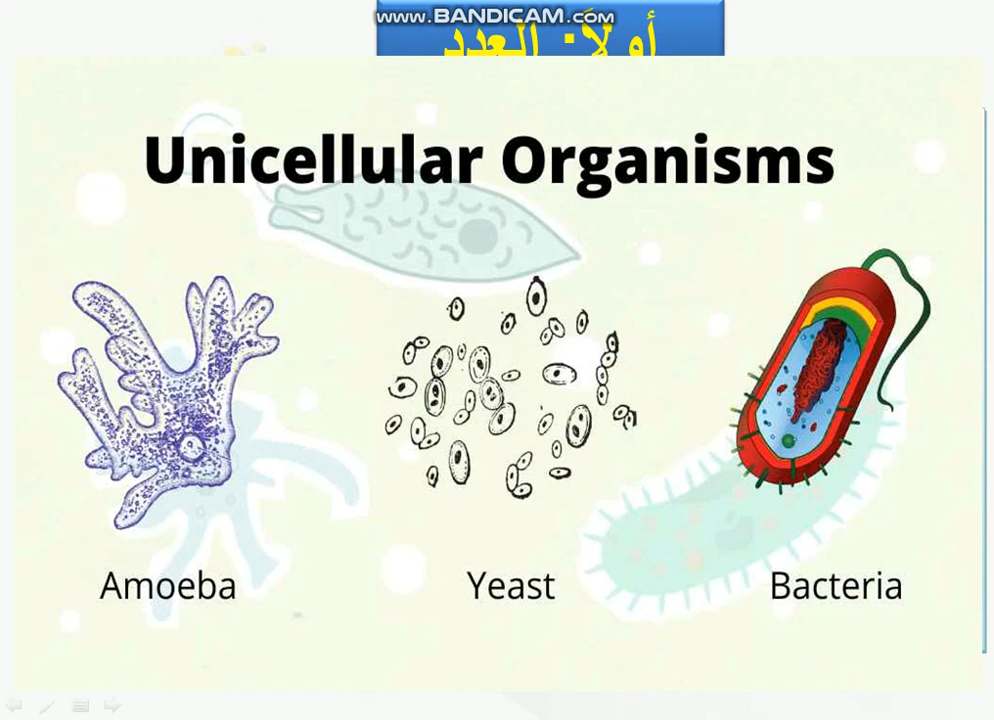 www.BANDICAM.com
أولاً: العدد
Unicellular Organisms
Amoeba
Yeast
Bacteria